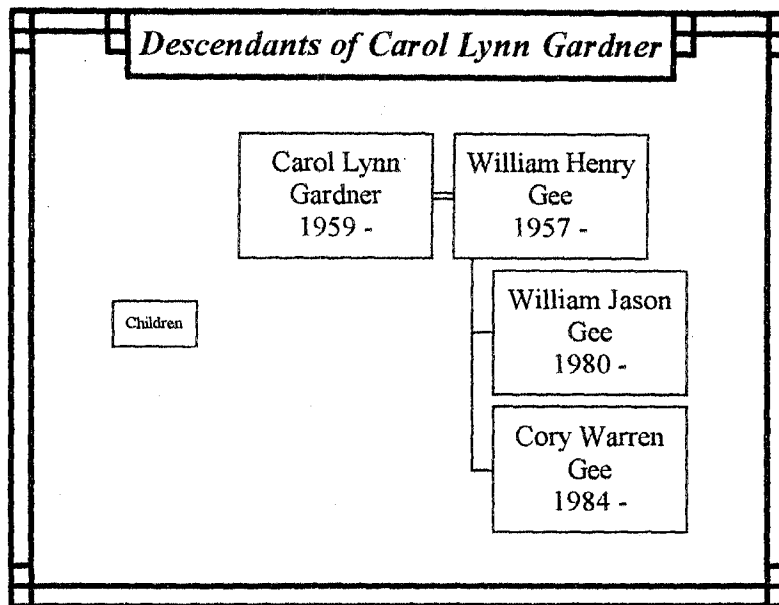 Descendants of Carol Lynn Gardner
Carol Lynn
Gardner
1959 -
William Henry
Gee
1957 -
Children
William Jason
Gee
1980 -
Cory Warren
Gee
1984 -